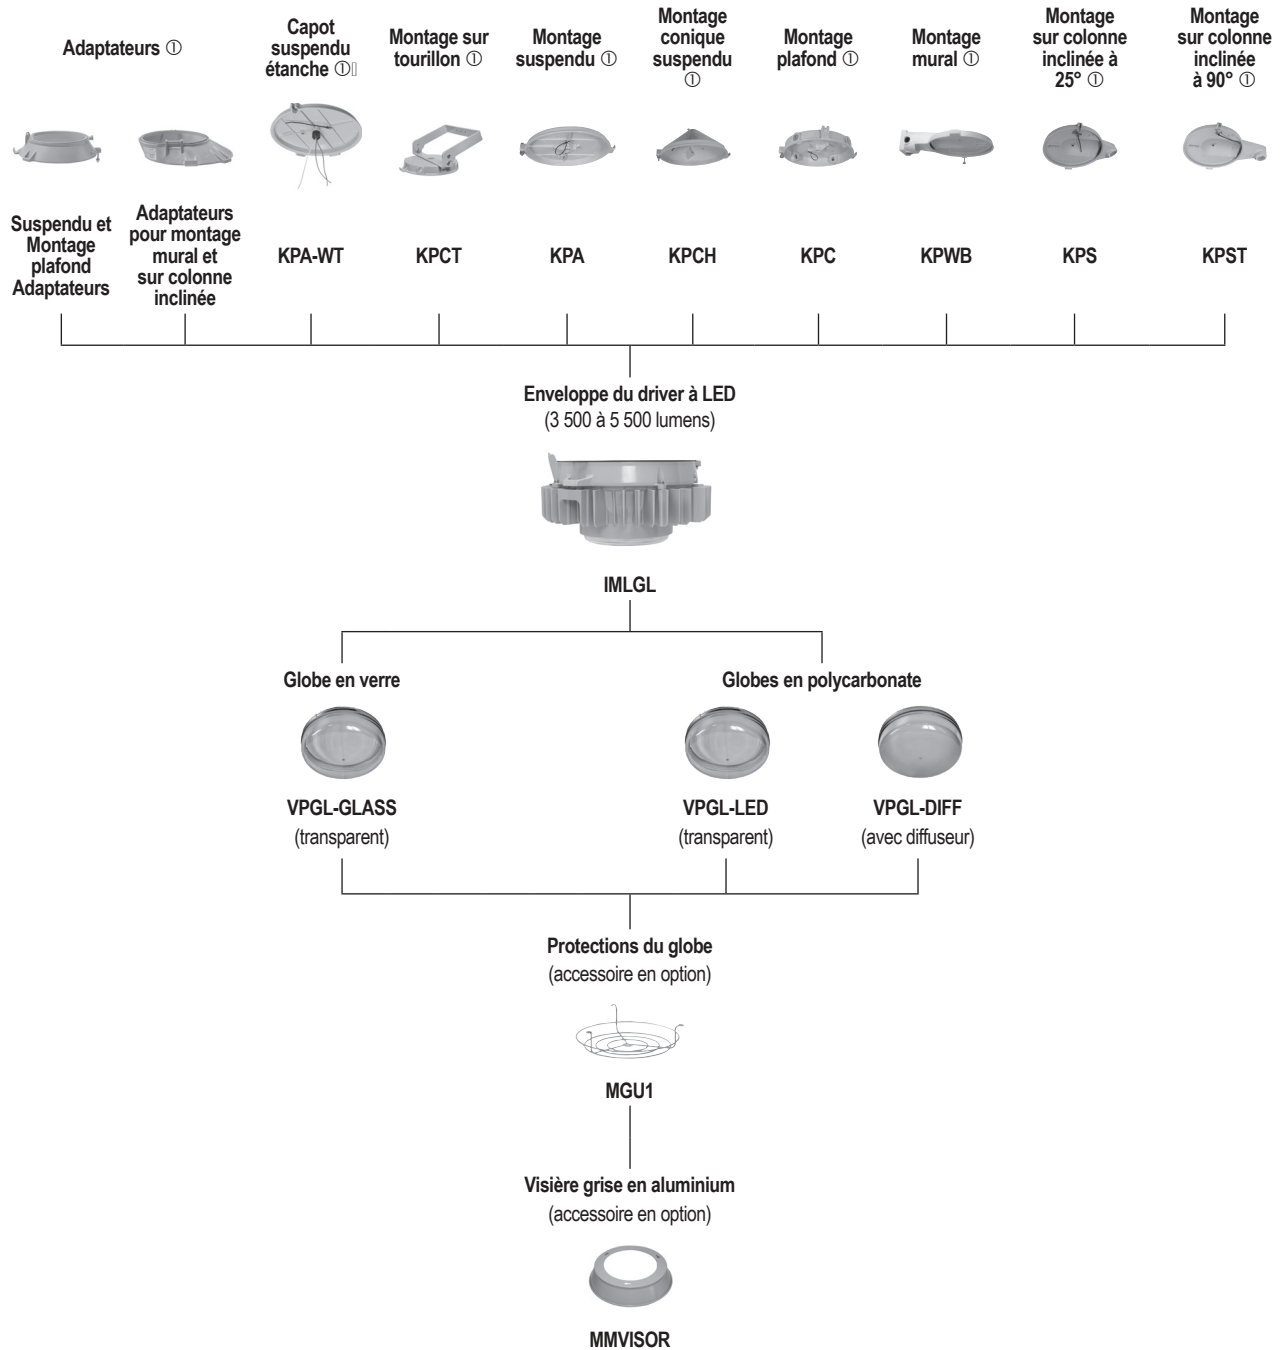 Adaptateurs ①
Capot
suspendu
étanche ①
Montage sur
tourillon ①
Montage
suspendu ①
Montage
conique
suspendu
①
Montage
plafond ①
Montage
mural ①
Montage
sur colonne
inclinée à
25° ①
Montage
sur colonne
inclinée
à 90° ①
Suspendu et
Montage
plafond
Adaptateurs
Adaptateurs
pour montage
mural et
sur colonne
inclinée
KPA-WT
KPCT
KPA
KPCH
KPC
KPWB
KPS
KPST
Enveloppe du driver à LED
(3 500 à 5 500 lumens)
IMLGL
Globe en verre
Globes en polycarbonate
VPGL-GLASS
(transparent)
VPGL-LED
(transparent)
VPGL-DIFF
(avec diffuseur)
Protections du globe
(accessoire en option)
MGU1
Visière grise en aluminium
(accessoire en option)
MMVISOR